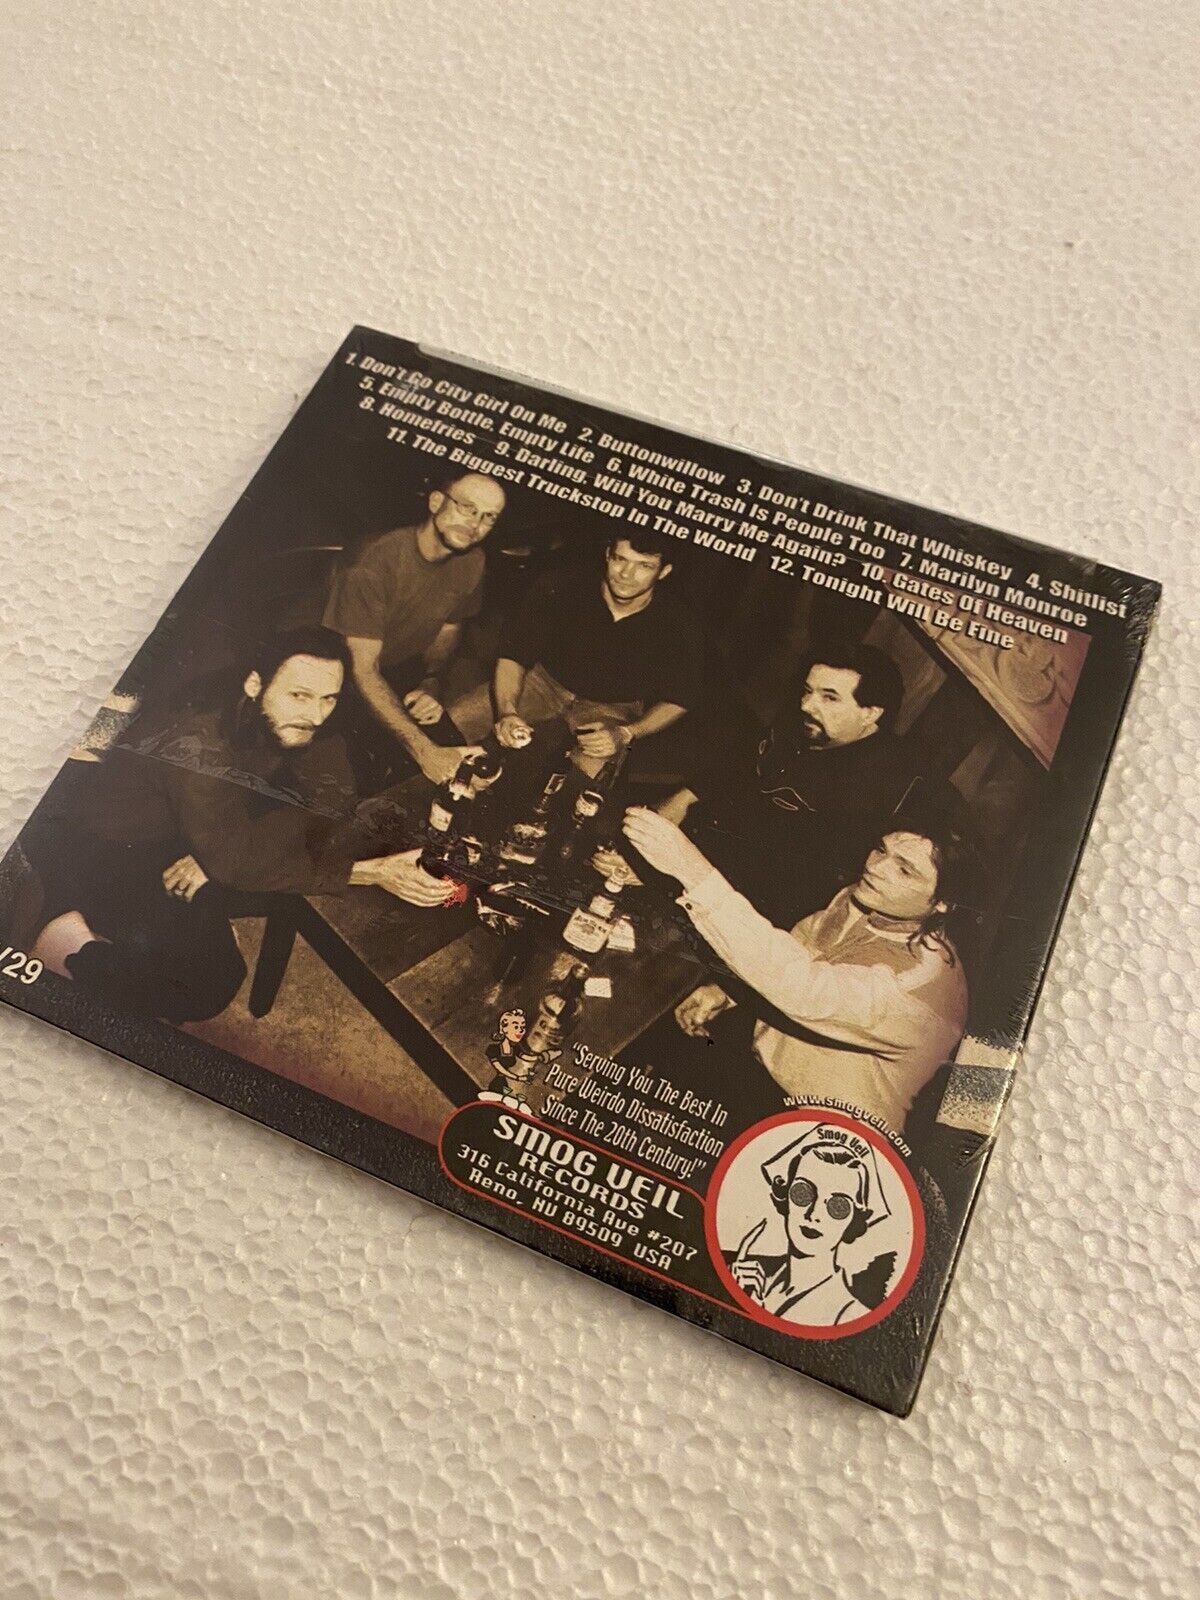 1. Don't Go City Girl On Me 2. Buttonwillow 3. Don't Drink That Whiskey 4. Shitlist
5. Empty Bottle, Empty Life 6. White Trash Is People Too 7. Marilyn Monroe
8. Homefries 9. Darling, Will You Marry Me Again? 10. Gates Of Heaven
11. The Biggest Truckstop In The World 12. Tonight Will Be Fine
/29
"Serving You The Best In
Pure Weirdo Dissatisfaction
Since The 20th Century!"
SMOG VEIL
RECORDS
316 California Ave #207
Reno, NV 89509 USA
www.smogveil.com
Smog Veil